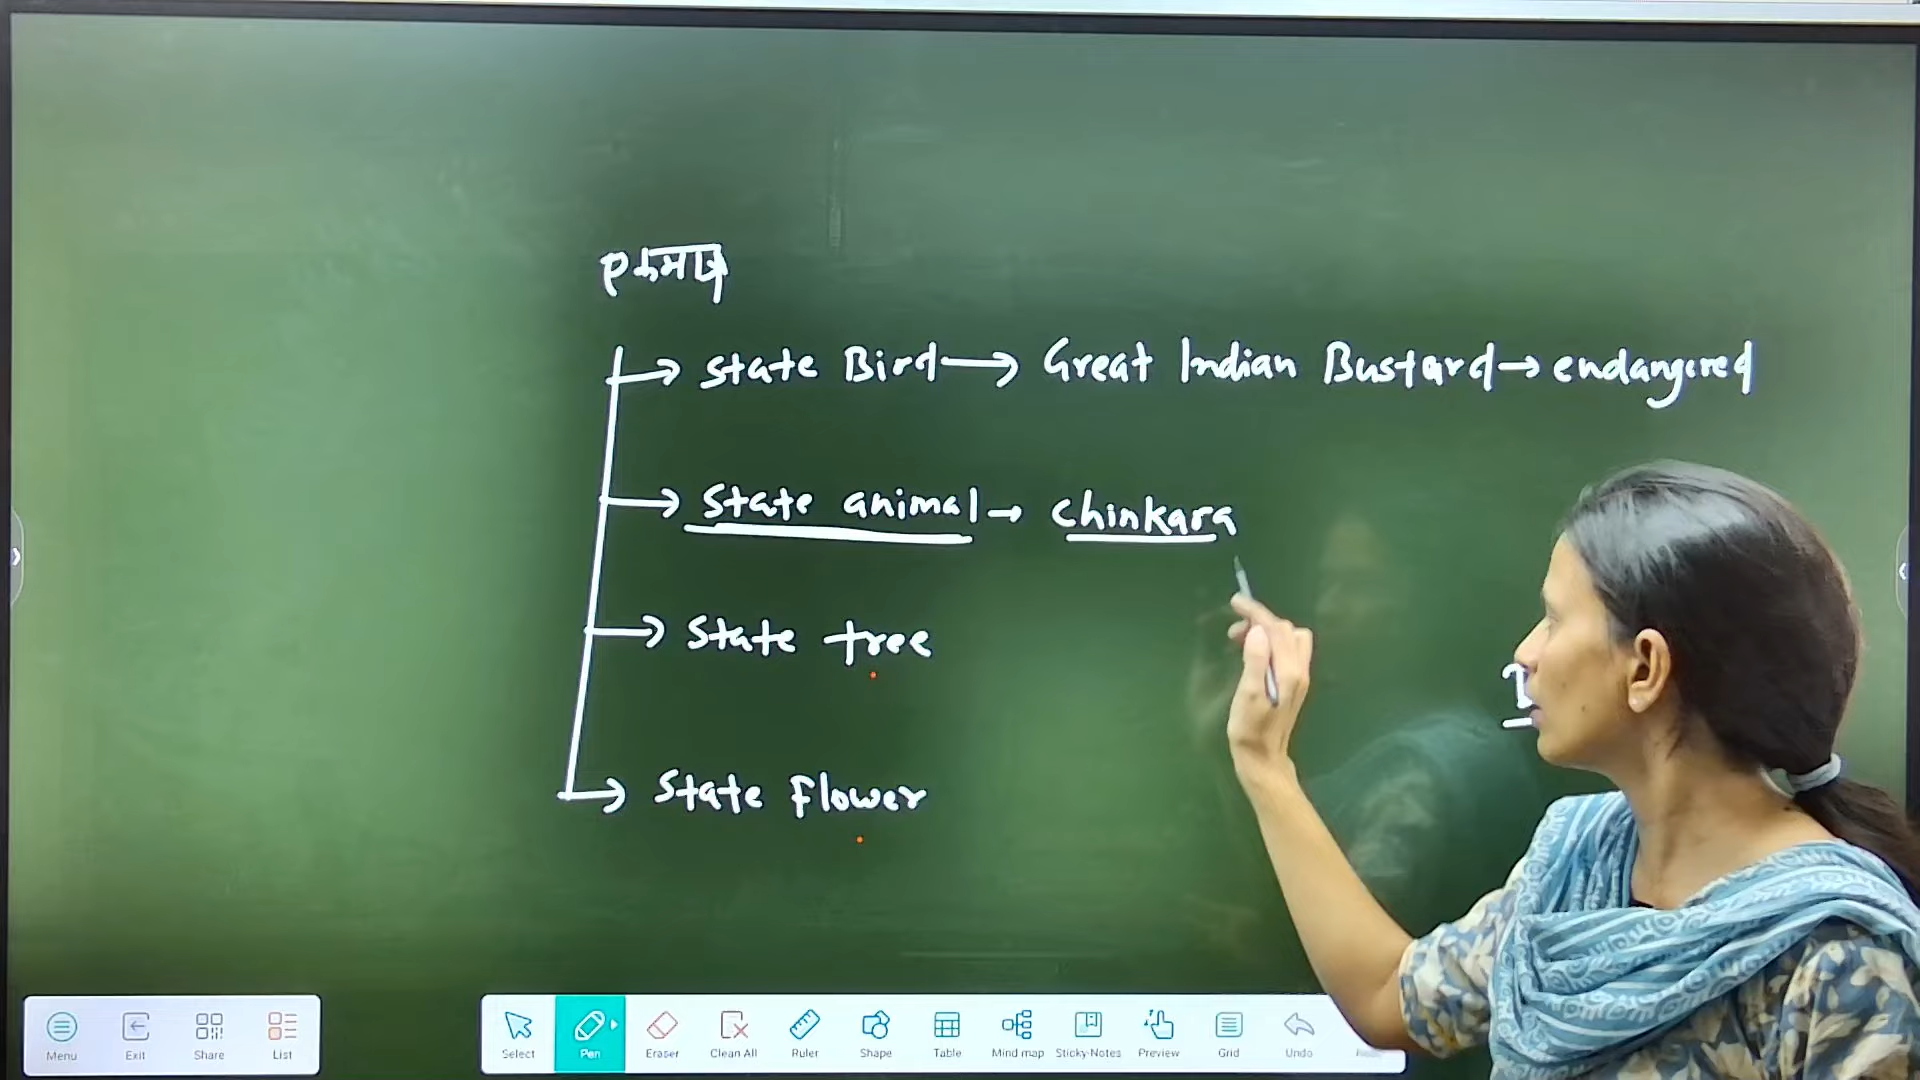 State Bird → Great Indian Bustard → endangered
State animal → Chinkara
State tree
State flower
Menu Exit Share List Select Pen Eraser Clean All Ruler Shape Table Mind map Sticky-Notes Preview Grid Undo